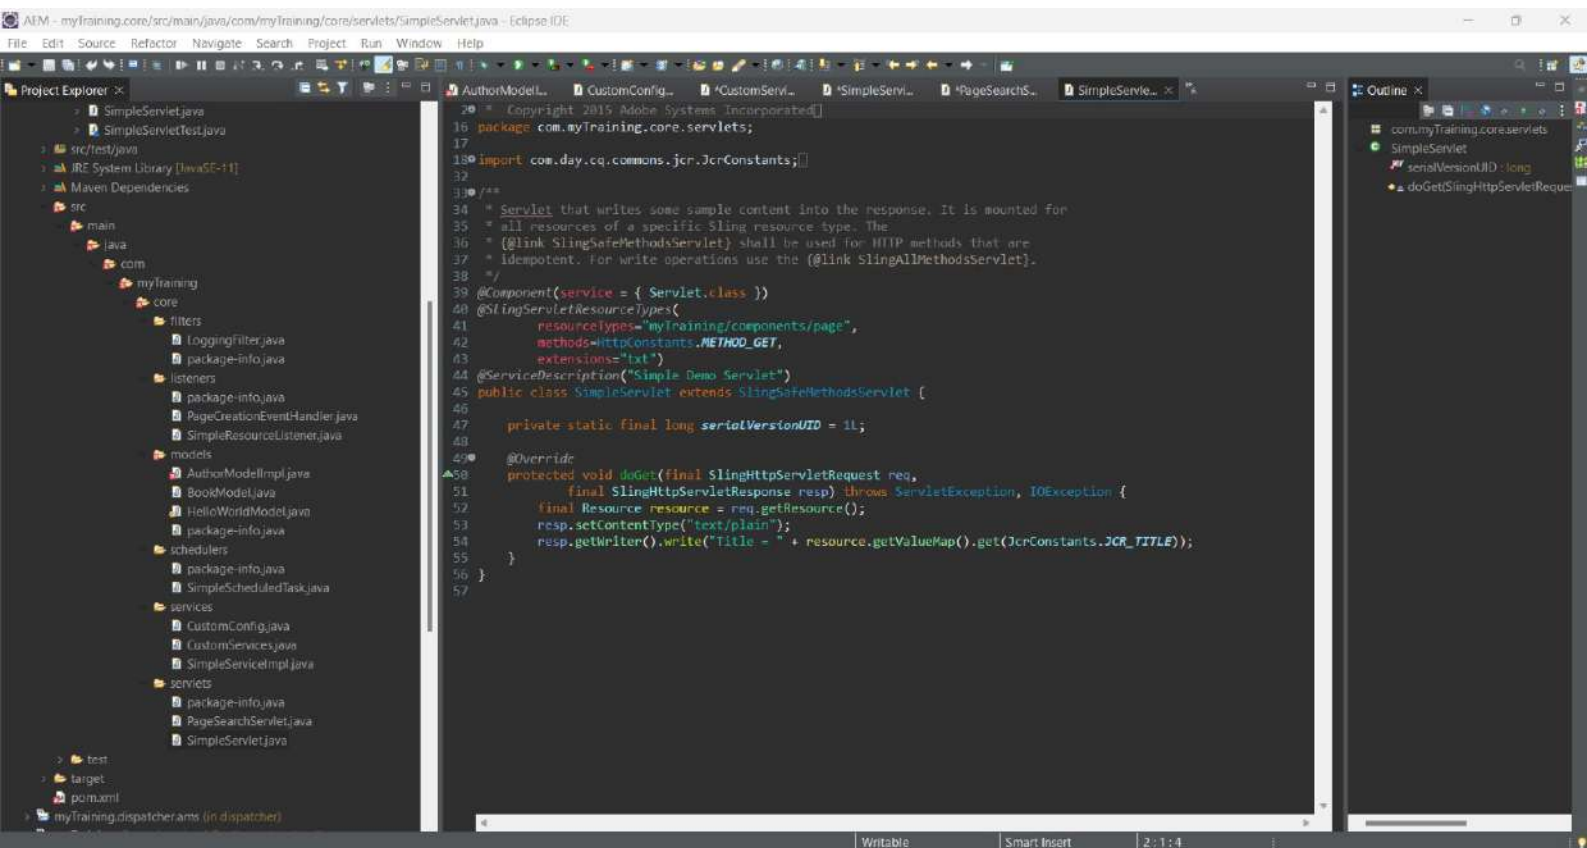 AEM - myTraining.core/src/main/java/com/myTraining/core/servlets/SimpleServlet.java - Eclipse IDE
File Edit Source Refactor Navigate Search Project Run Window Help
Project Explorer
SimpleServlet.java
SimpleServletTest.java
src/test/java
JRE System Library [JavaSE-11]
Maven Dependencies
src
main
java
com
myTraining
core
filters
LoggingFilter.java
package-info.java
listeners
package-info.java
PageCreationEventHandler.java
SimpleResourceListener.java
models
AuthorModelImpl.java
BookModel.java
HelloWorldModel.java
package-info.java
schedulers
package-info.java
SimpleScheduledTask.java
services
CustomConfig.java
CustomServices.java
SimpleServiceImpl.java
servlets
package-info.java
PageSearchServlet.java
SimpleServlet.java
test
target
pom.xml
myTraining.dispatcher.ams (in dispatcher)
AuthorModelI... CustomConfig... *CustomServi... *SimpleServi... *PageSearchS... SimpleServle...
2 * Copyright 2015 Adobe Systems Incorporated
16 package com.myTraining.core.servlets;
17
18 import com.day.cq.commons.jcr.JcrConstants;
32
33 /**
34 * Servlet that writes some sample content into the response. It is mounted for
35 * all resources of a specific Sling resource type. The
36 * {@link SlingSafeMethodsServlet} shall be used for HTTP methods that are
37 * idempotent. For write operations use the {@link SlingAllMethodsServlet}.
38 */
39 @Component(service = { Servlet.class })
40 @SlingServletResourceTypes(
41 resourceTypes="myTraining/components/page",
42 methods=HttpConstants.METHOD_GET,
43 extensions="txt")
44 @ServiceDescription("Simple Demo Servlet")
45 public class SimpleServlet extends SlingSafeMethodsServlet {
46
47 private static final long serialVersionUID = 1L;
48
49 @Override
50 protected void doGet(final SlingHttpServletRequest req,
51 final SlingHttpServletResponse resp) throws ServletException, IOException {
52 final Resource resource = req.getResource();
53 resp.setContentType("text/plain");
54 resp.getWriter().write("Title = " + resource.getValueMap().get(JcrConstants.JCR_TITLE));
55 }
56 }
57
Outline
com.myTraining.core.servlets
SimpleServlet
serialVersionUID : long
doGet(SlingHttpServletReque
Writable Smart Insert 2:1:4